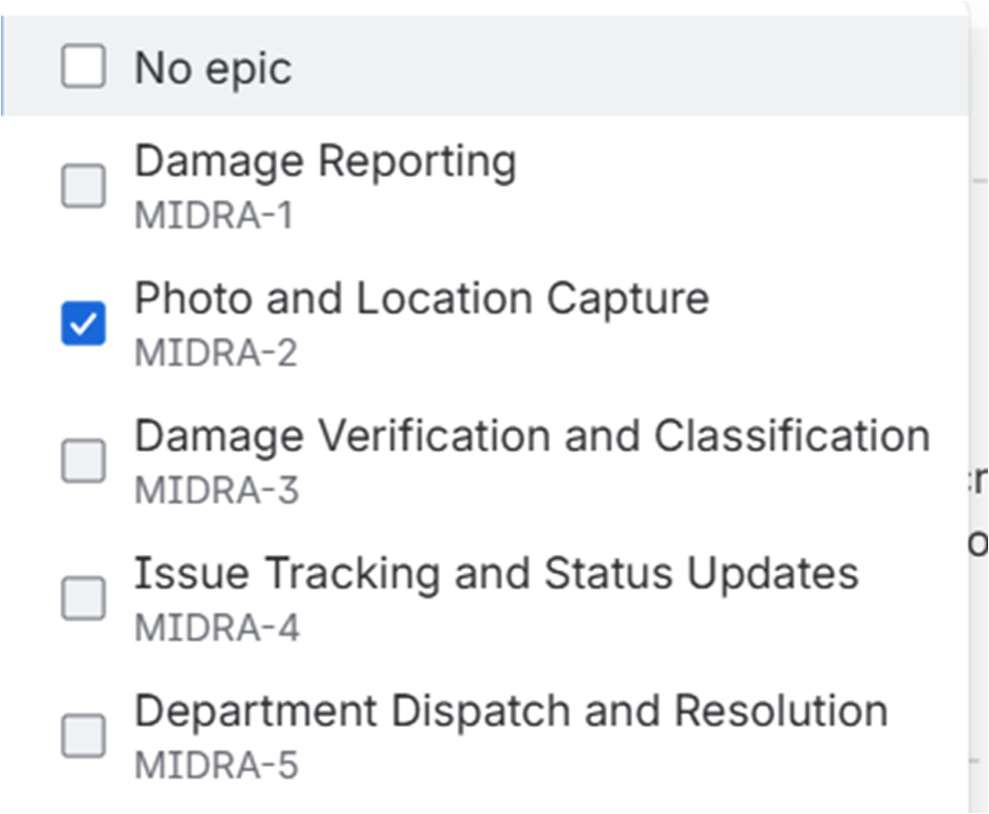 No epic
Damage Reporting
MIDRA-1
Photo and Location Capture
MIDRA-2
Damage Verification and Classification
MIDRA-3
Issue Tracking and Status Updates
MIDRA-4
Department Dispatch and Resolution
MIDRA-5